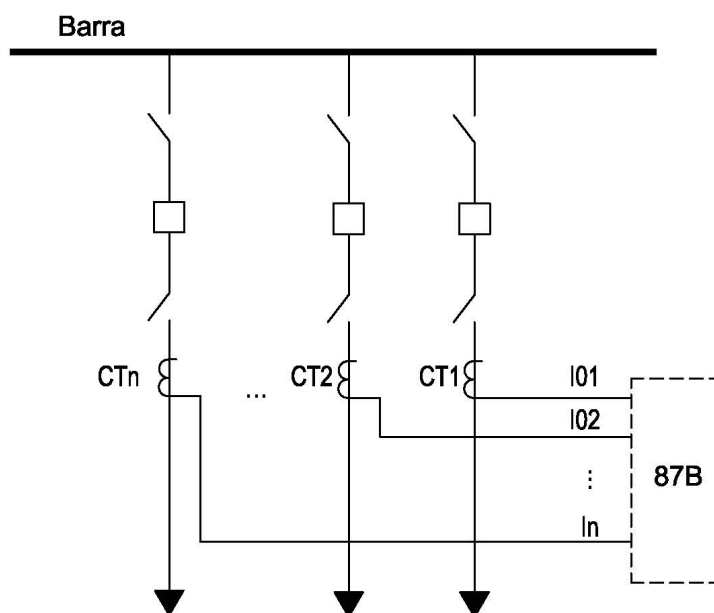 Barra
CTn
...
CT2
CT1
I01
I02
...
In
87B